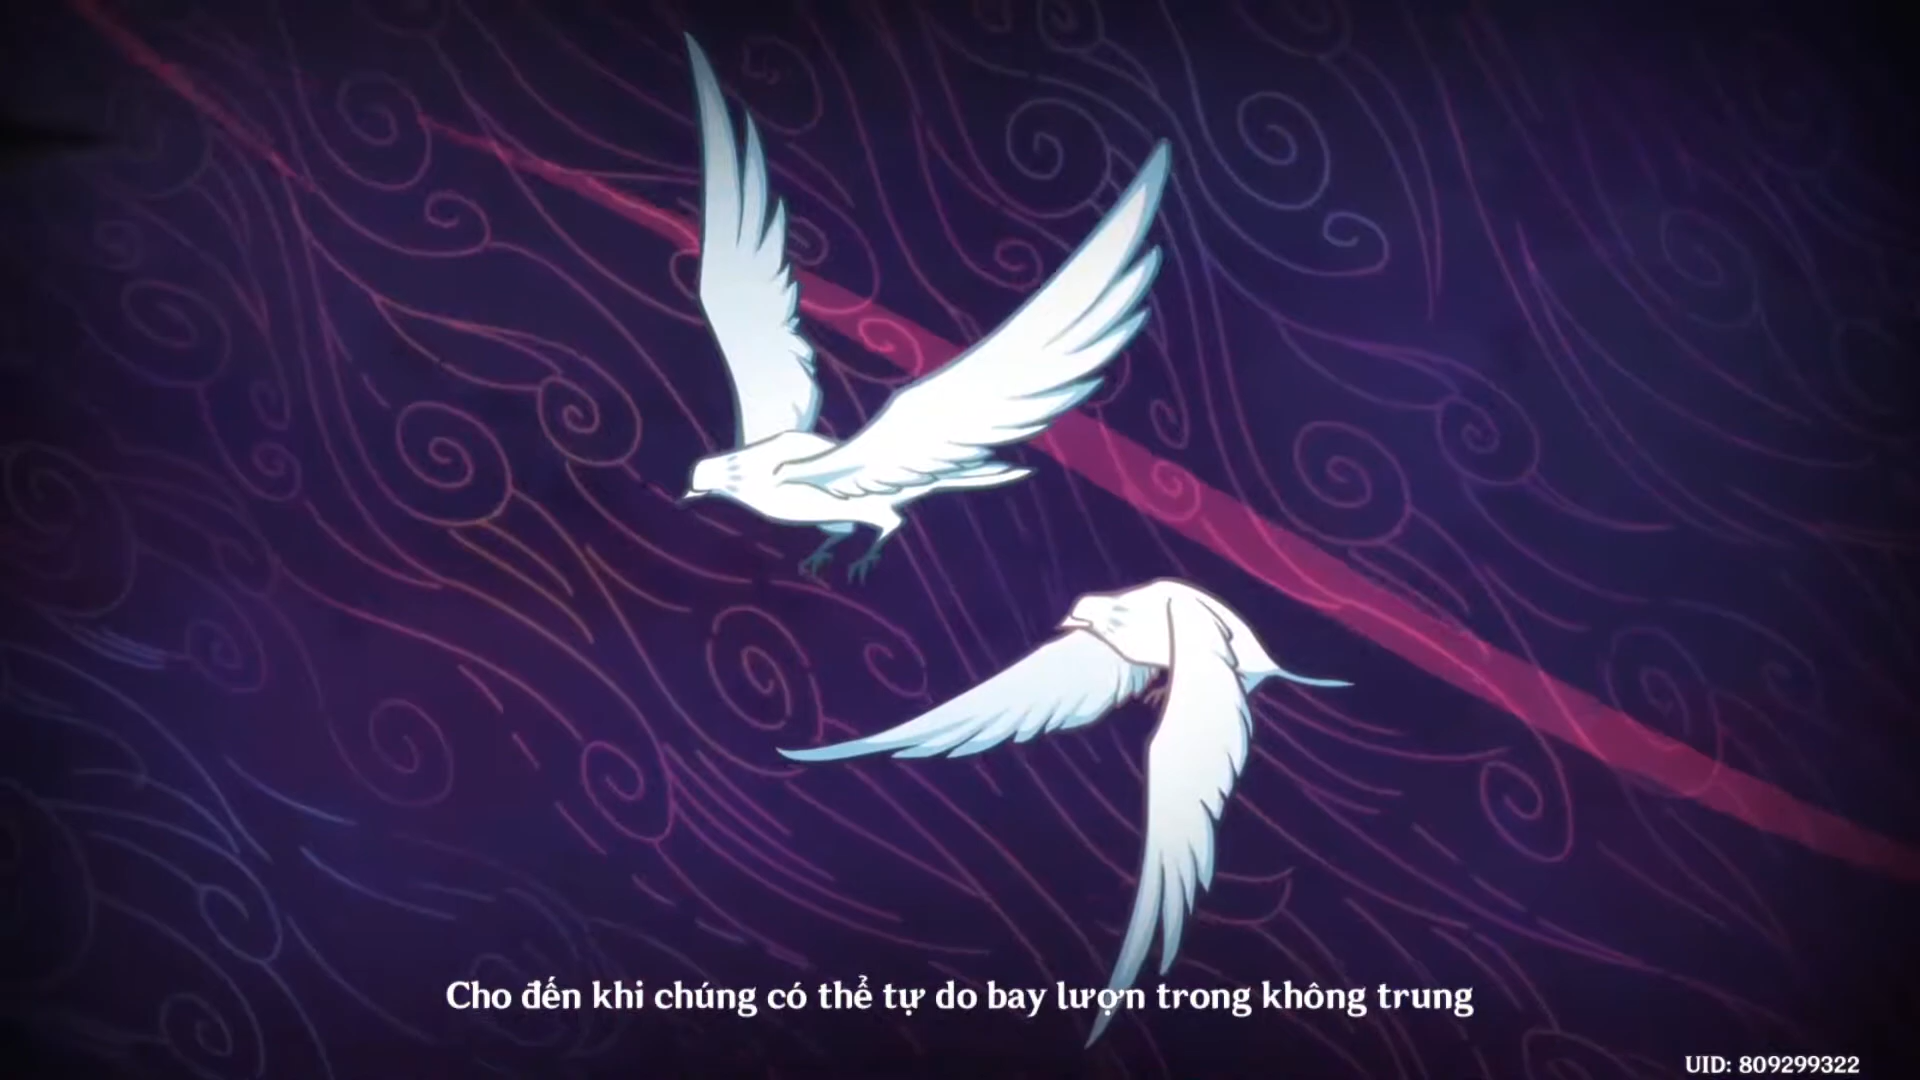 Cho đến khi chúng có thể tự do bay lượn trong không trung
UID: 809299322